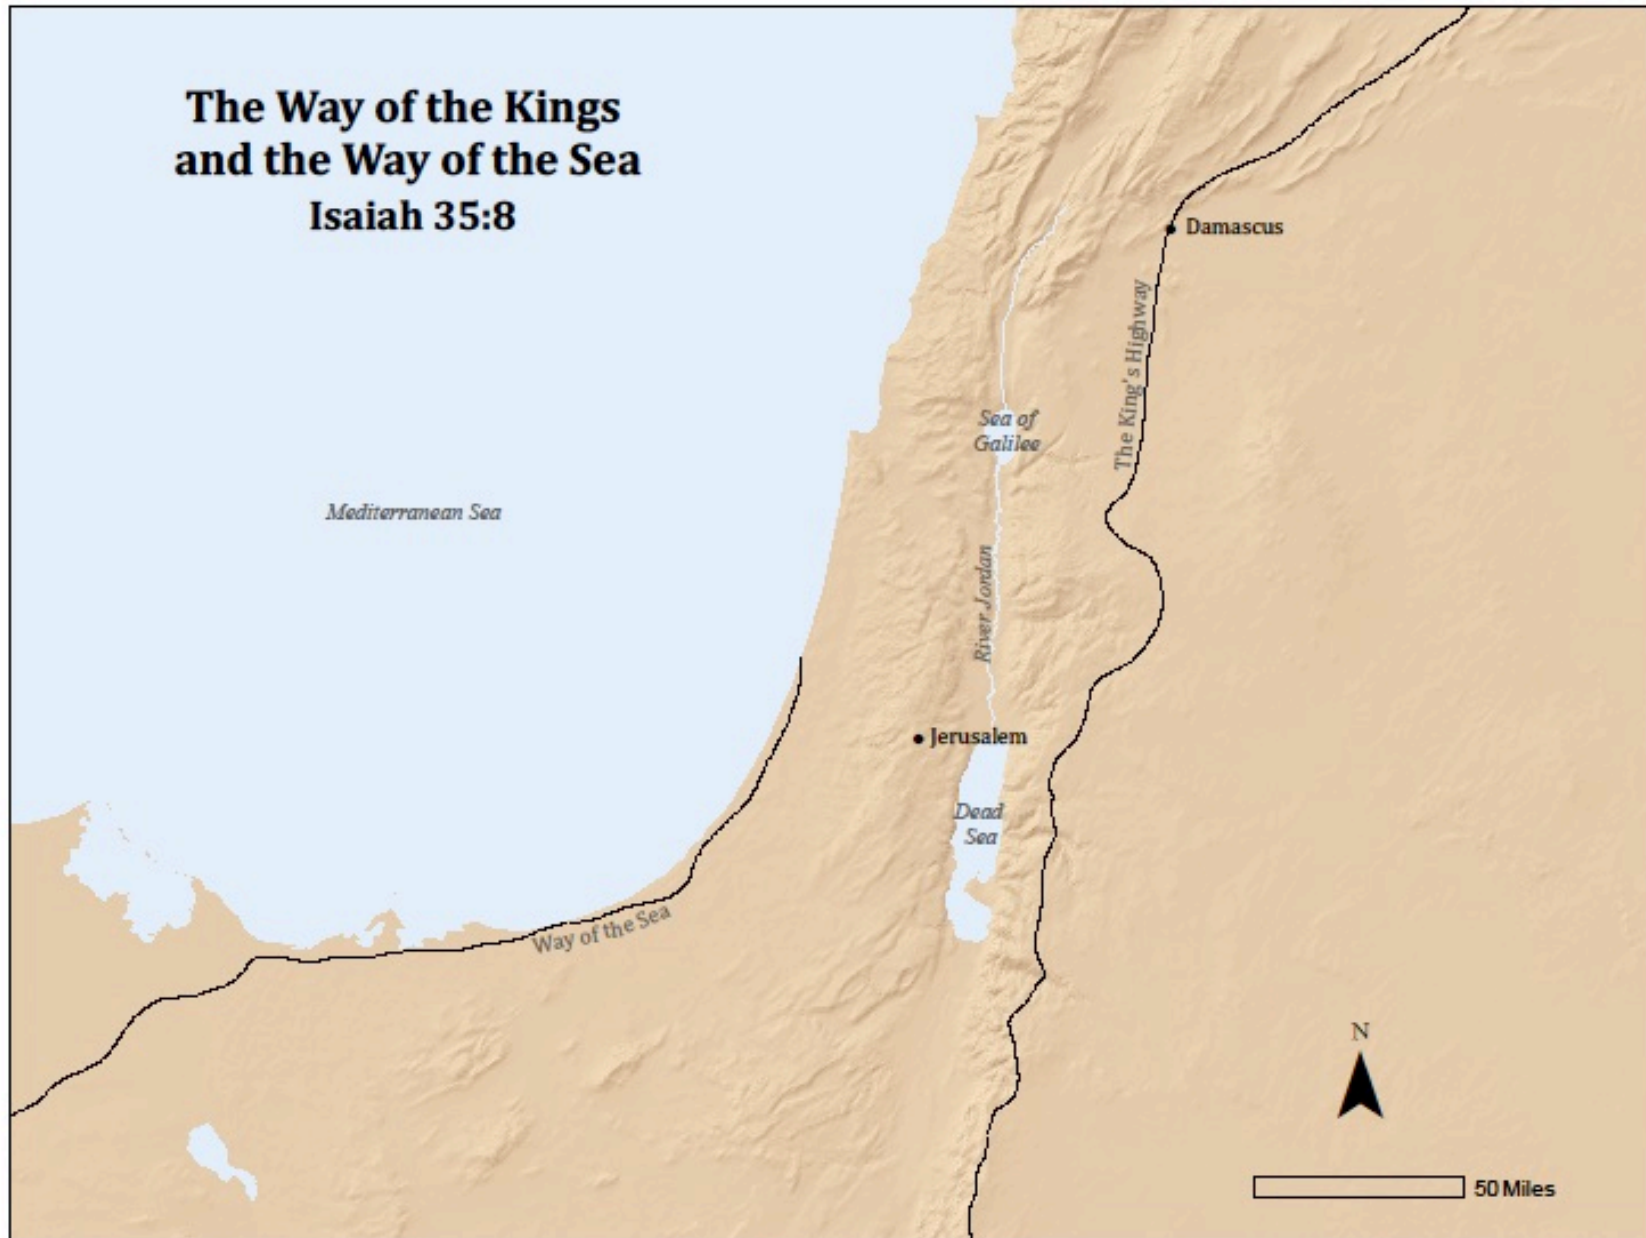 The Way of the Kings
and the Way of the Sea
Isaiah 35:8
Damascus
The King's Highway
Sea of
Galilee
Mediterranean Sea
River Jordan
Jerusalem
Dead
Sea
Way of the Sea
N
50 Miles